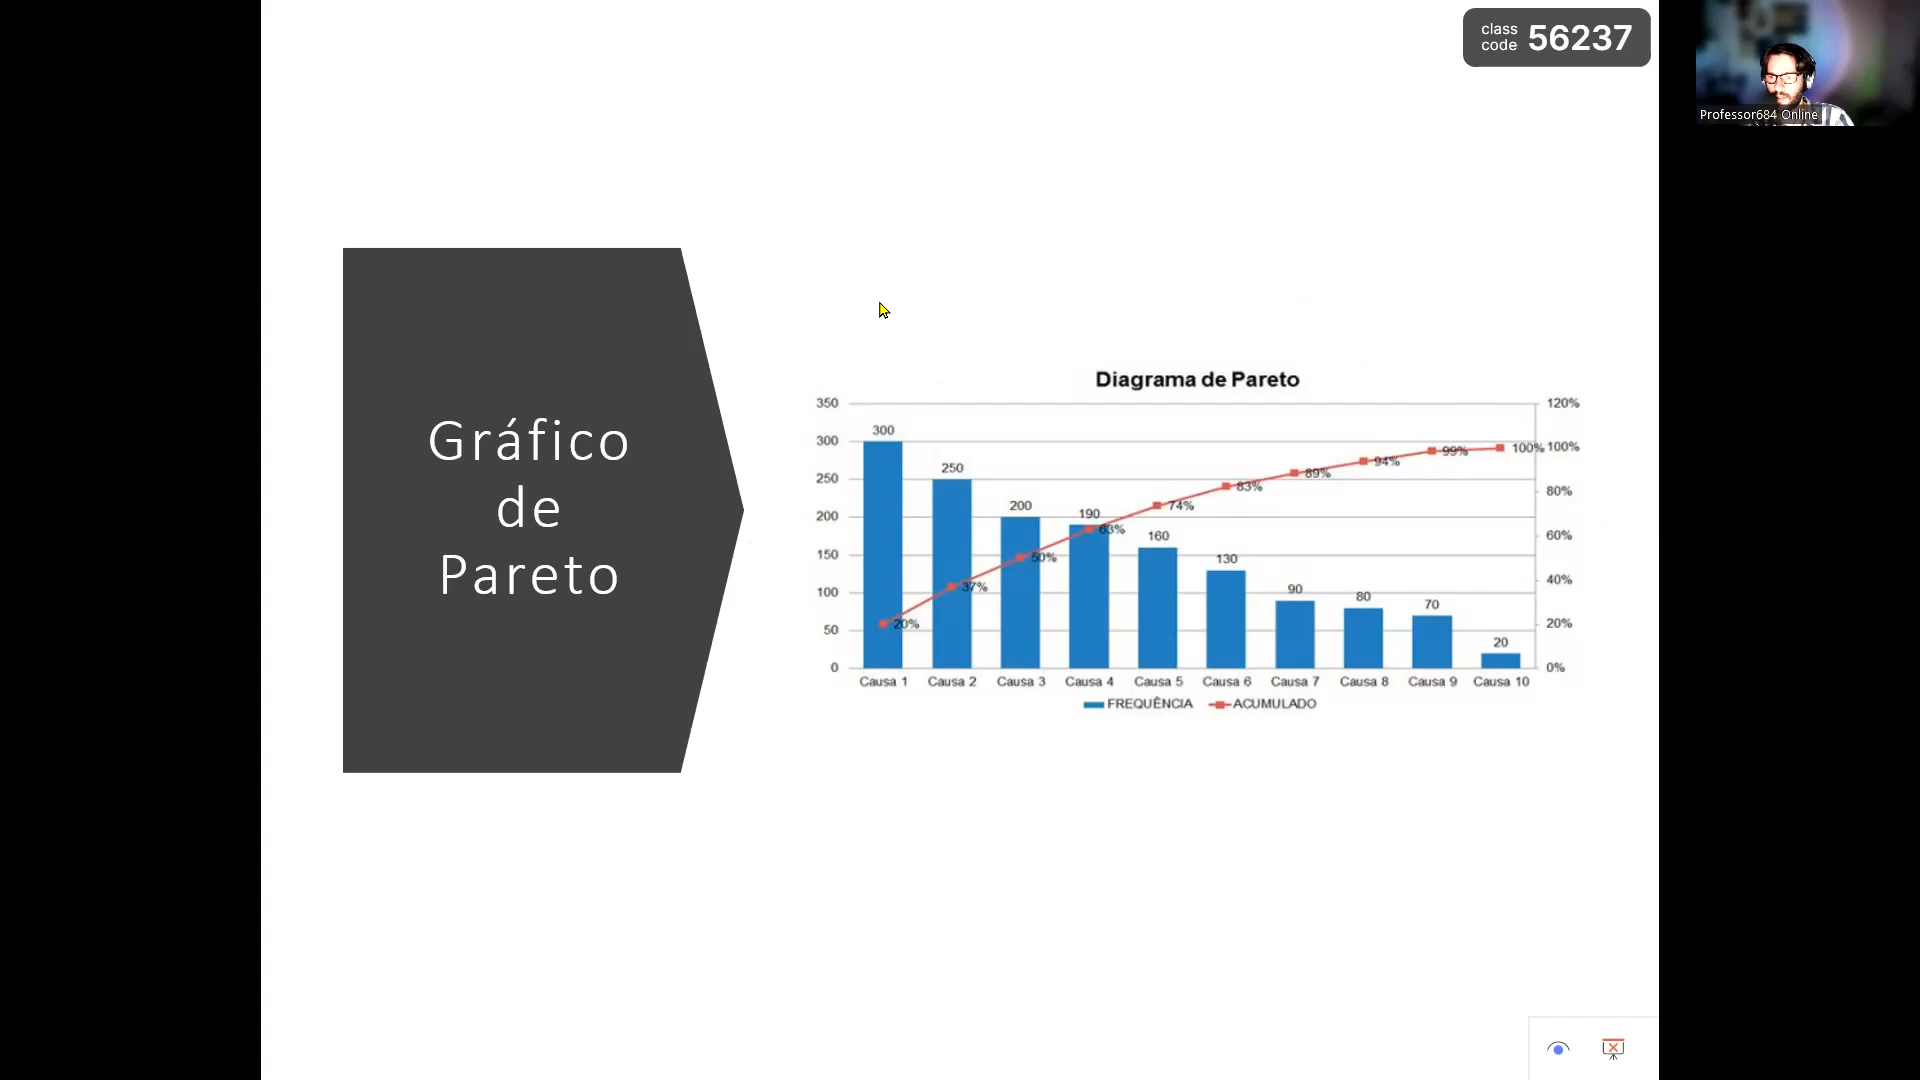 class
code 56237
Professor684 Online
Gráfico
de
Pareto
Diagrama de Pareto
350 120%
300
300 99% 100% 100%
94%
89%
250
250 83% 80%
74%
200
200 190 63% 60%
160
150 50% 130 40%
37%
100 90 80
70
50 20% 20%
20
0 0%
Causa 1 Causa 2 Causa 3 Causa 4 Causa 5 Causa 6 Causa 7 Causa 8 Causa 9 Causa 10
FREQUÊNCIA ACUMULADO